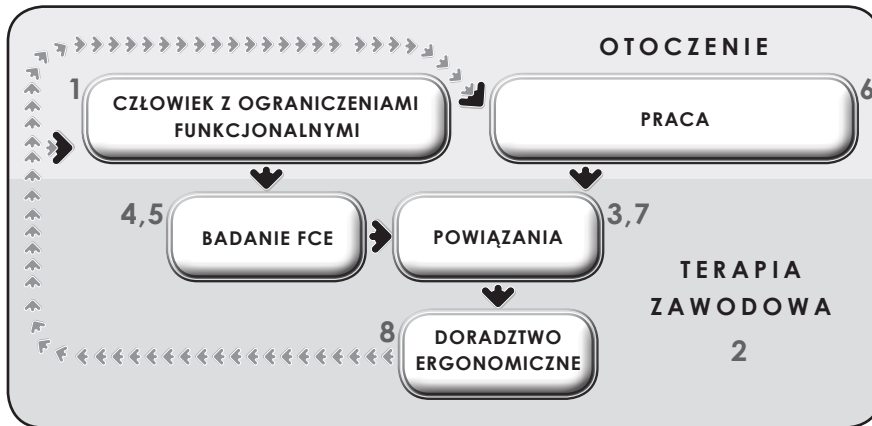 OTOCZENIE
1
CZŁOWIEK Z OGRANICZENIAMI
FUNKCJONALNYMI
6
PRACA
4,5
BADANIE FCE
3,7
POWIĄZANIA
TERAPIA
ZAWODOWA
2
8
DORADZTWO
ERGONOMICZNE